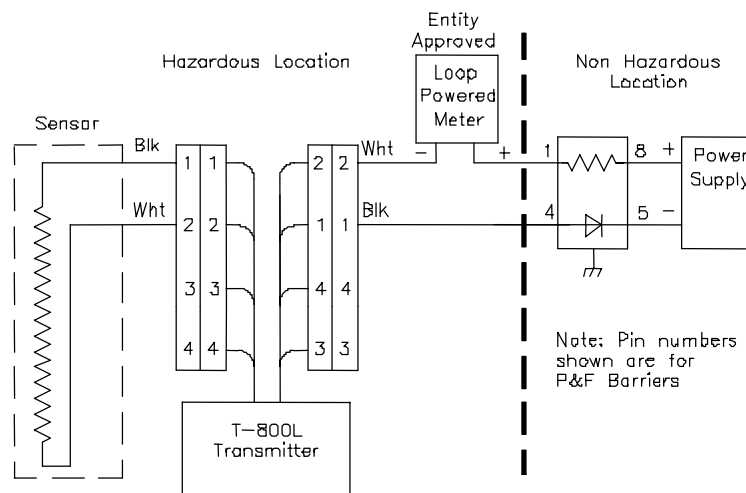 Entity
Approved
Hazardous Location
Loop
Powered
Meter
Non Hazardous
Location
Sensor
Blk
Wht
- +
1 8 +
Power
Supply
1 1
2 2
Wht
2 2
1 1
Blk
4 5 -
3 3
4 4
4 4
3 3
Note: Pin numbers
shown are for
P&F Barriers
T-800L
Transmitter